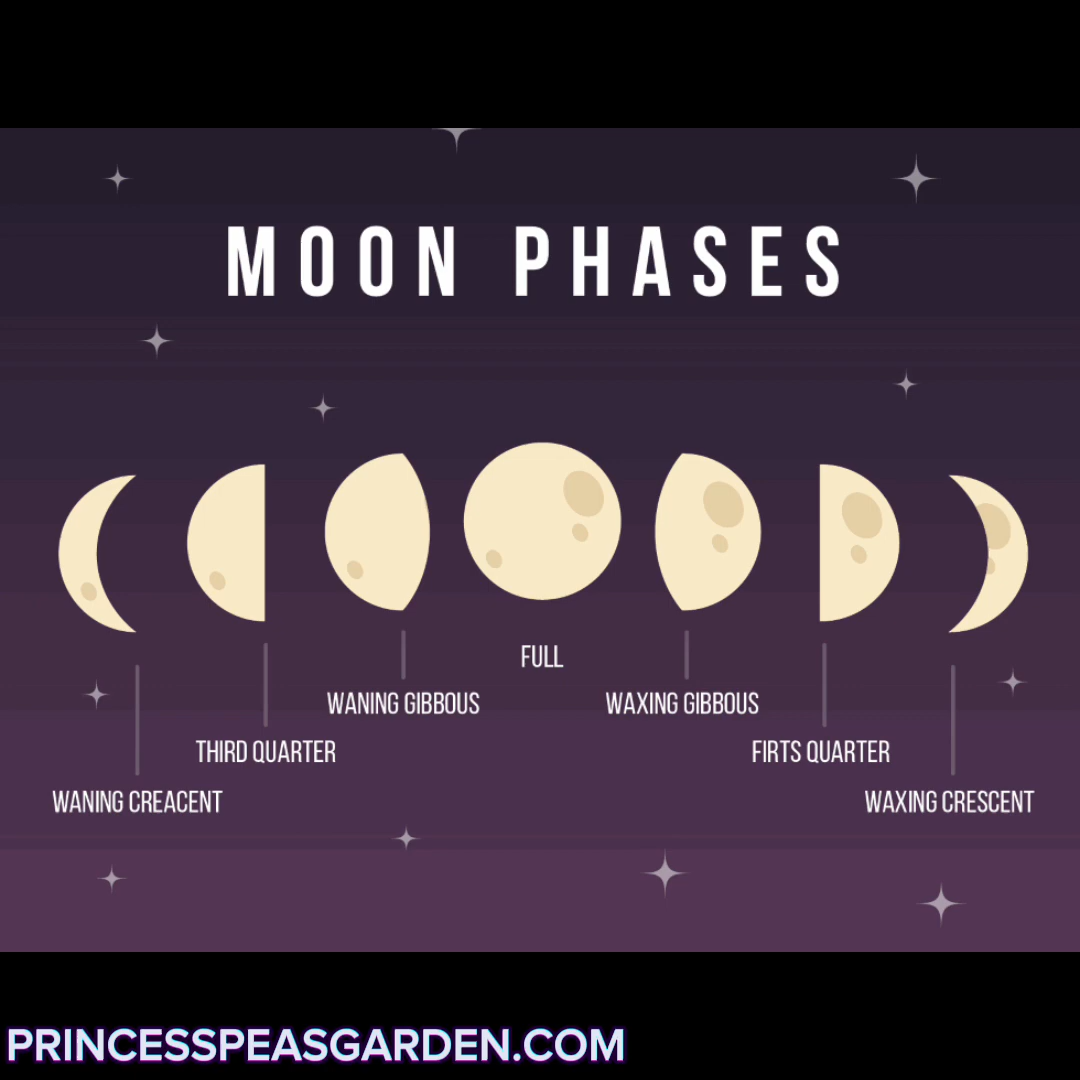 MOON PHASES
FULL
WANING GIBBOUS
WAXING GIBBOUS
THIRD QUARTER
FIRTS QUARTER
WANING CREACENT
WAXING CRESCENT
PRINCESSPEASGARDEN.COM